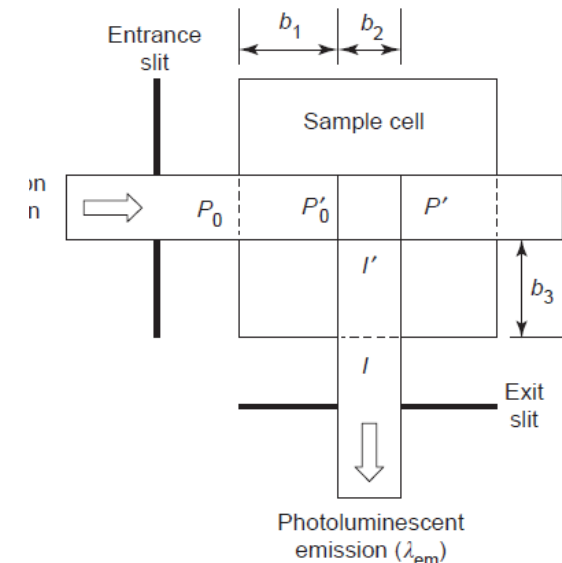 b₁
b₂
Entrance
slit
Sample cell
P₀
P′₀
P′
I′
b₃
I
Exit
slit
Photoluminescent
emission (λem)